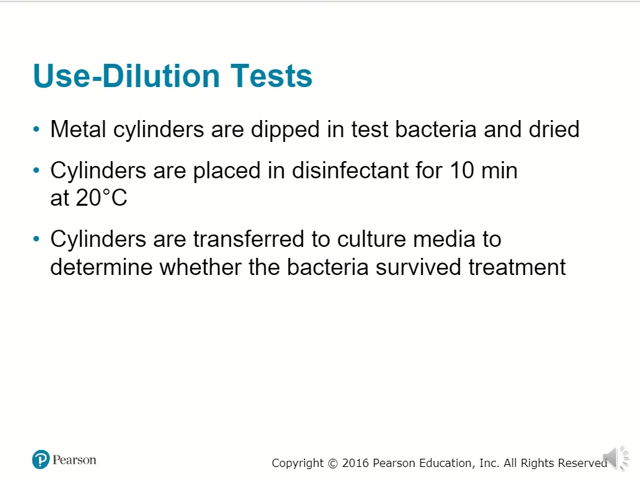 Use-Dilution Tests
• Metal cylinders are dipped in test bacteria and dried
• Cylinders are placed in disinfectant for 10 min
at 20°C
• Cylinders are transferred to culture media to
determine whether the bacteria survived treatment
Pearson
Copyright © 2016 Pearson Education, Inc. All Rights Reserved